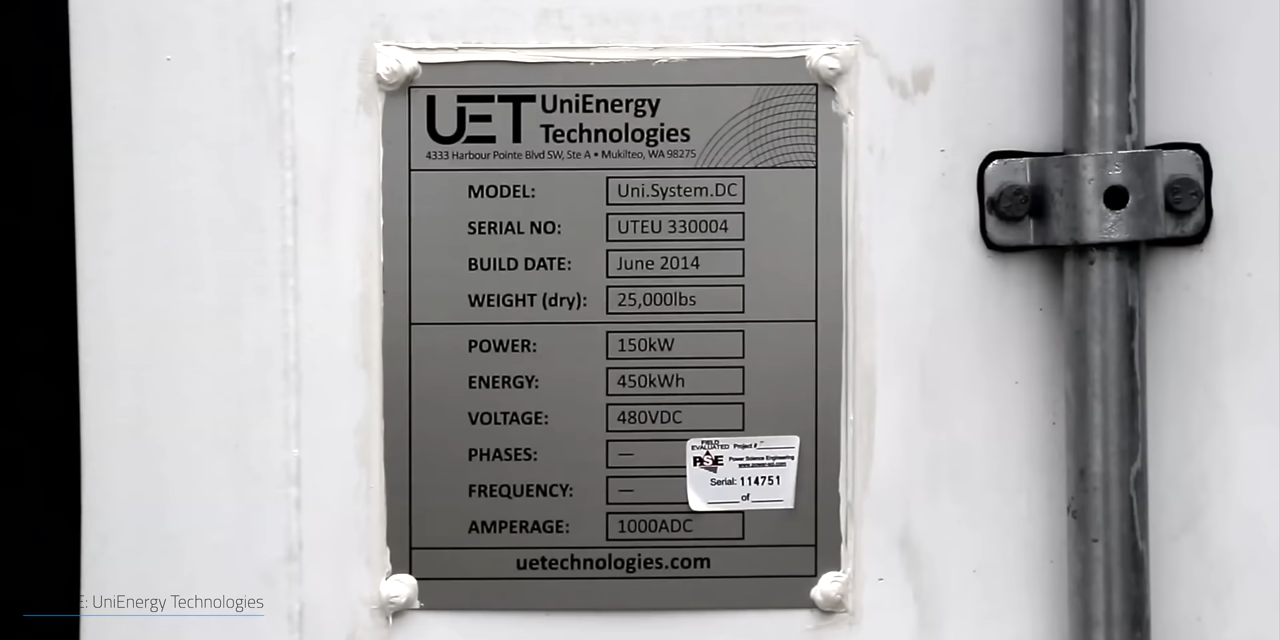 UET UniEnergy
Technologies
4333 Harbour Pointe Blvd SW, Ste A • Mukilteo, WA 98275
MODEL: Uni.System.DC
SERIAL NO: UTEU 330004
BUILD DATE: June 2014
WEIGHT (dry): 25,000lbs
POWER: 150kW
ENERGY: 450kWh
VOLTAGE: 480VDC
PHASES: —
FREQUENCY: —
AMPERAGE: 1000ADC
FIELD
EVALUATED Project #
PSE Power Science Engineering
Serial: 114751
of
uetechnologies.com
E: UniEnergy Technologies